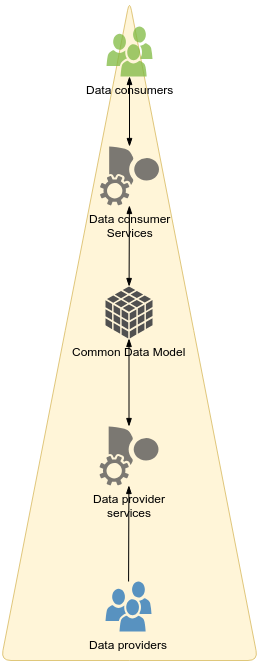 Data consumers
Data consumer
Services
Common Data Model
Data provider
services
Data providers